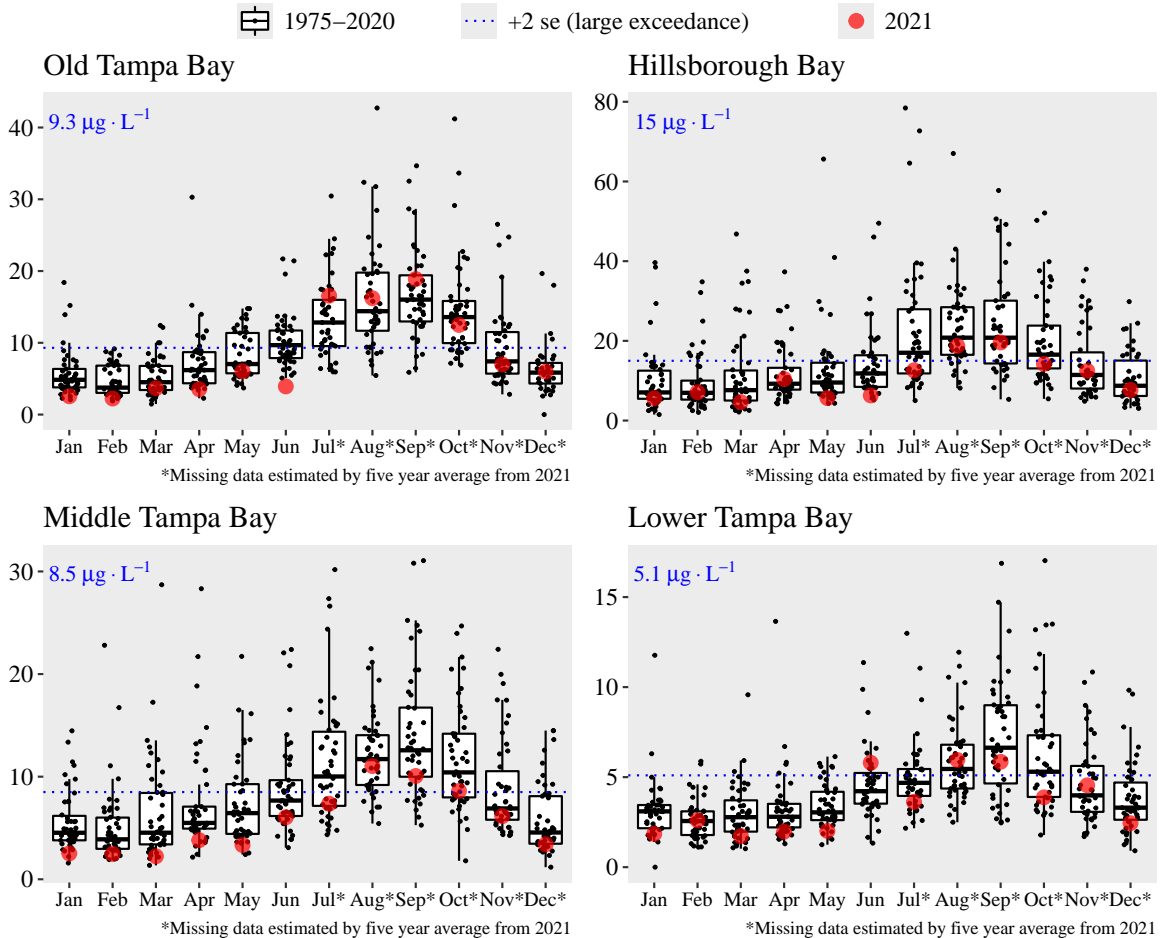 1975−2020 +2 se (large exceedance) 2021
Old Tampa Bay
9.3 μg · L⁻¹
40
30
20
10
0
Jan Feb Mar Apr May Jun Jul* Aug* Sep* Oct* Nov* Dec*
*Missing data estimated by five year average from 2021
Hillsborough Bay
15 μg · L⁻¹
80
60
40
20
0
Jan Feb Mar Apr May Jun Jul* Aug* Sep* Oct* Nov* Dec*
*Missing data estimated by five year average from 2021
Middle Tampa Bay
8.5 μg · L⁻¹
30
20
10
0
Jan Feb Mar Apr May Jun Jul* Aug* Sep* Oct* Nov* Dec*
*Missing data estimated by five year average from 2021
Lower Tampa Bay
5.1 μg · L⁻¹
15
10
5
0
Jan Feb Mar Apr May Jun Jul* Aug* Sep* Oct* Nov* Dec*
*Missing data estimated by five year average from 2021